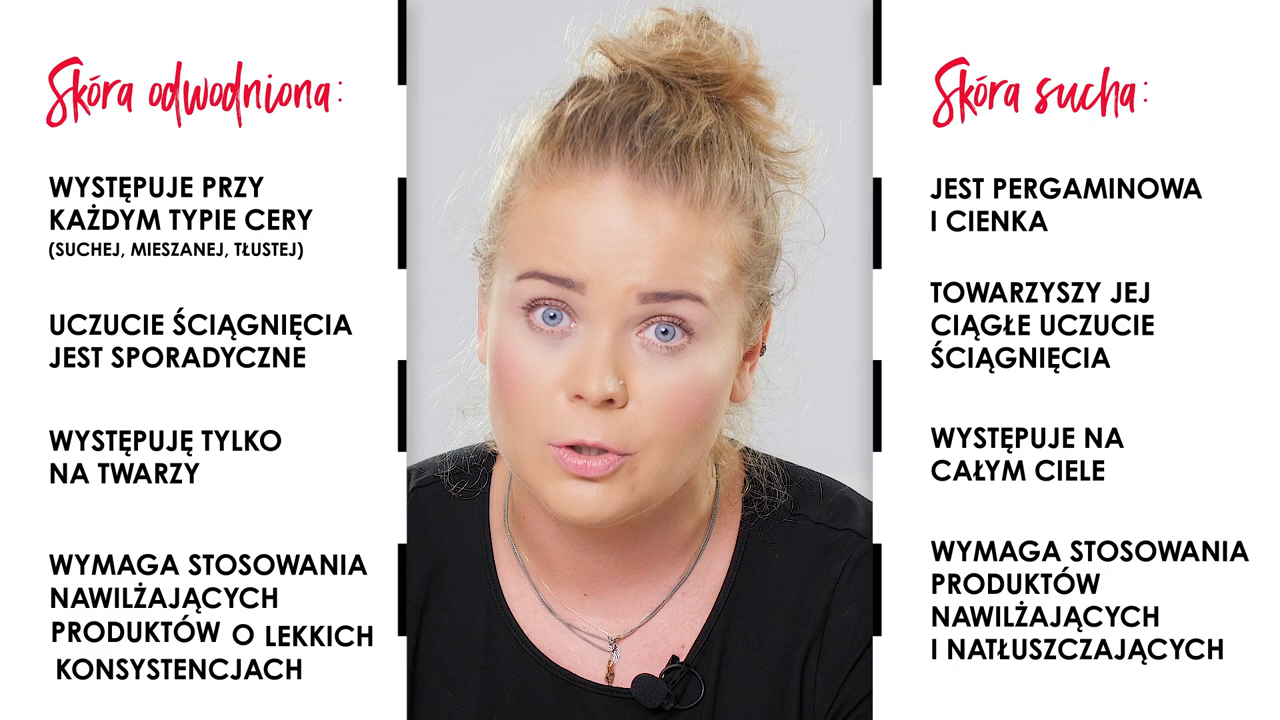 Skóra odwodniona:
WYSTĘPUJE PRZY
KAŻDYM TYPIE CERY
(SUCHEJ, MIESZANEJ, TŁUSTEJ)
UCZUCIE ŚCIĄGNIĘCIA
JEST SPORADYCZNE
WYSTĘPUJĘ TYLKO
NA TWARZY
WYMAGA STOSOWANIA
NAWILŻAJĄCYCH
PRODUKTÓW O LEKKICH
KONSYSTENCJACH
Skóra sucha:
JEST PERGAMINOWA
I CIENKA
TOWARZYSZY JEJ
CIĄGŁE UCZUCIE
ŚCIĄGNIĘCIA
WYSTĘPUJE NA
CAŁYM CIELE
WYMAGA STOSOWANIA
PRODUKTÓW
NAWILŻAJĄCYCH
I NATŁUSZCZAJĄCYCH